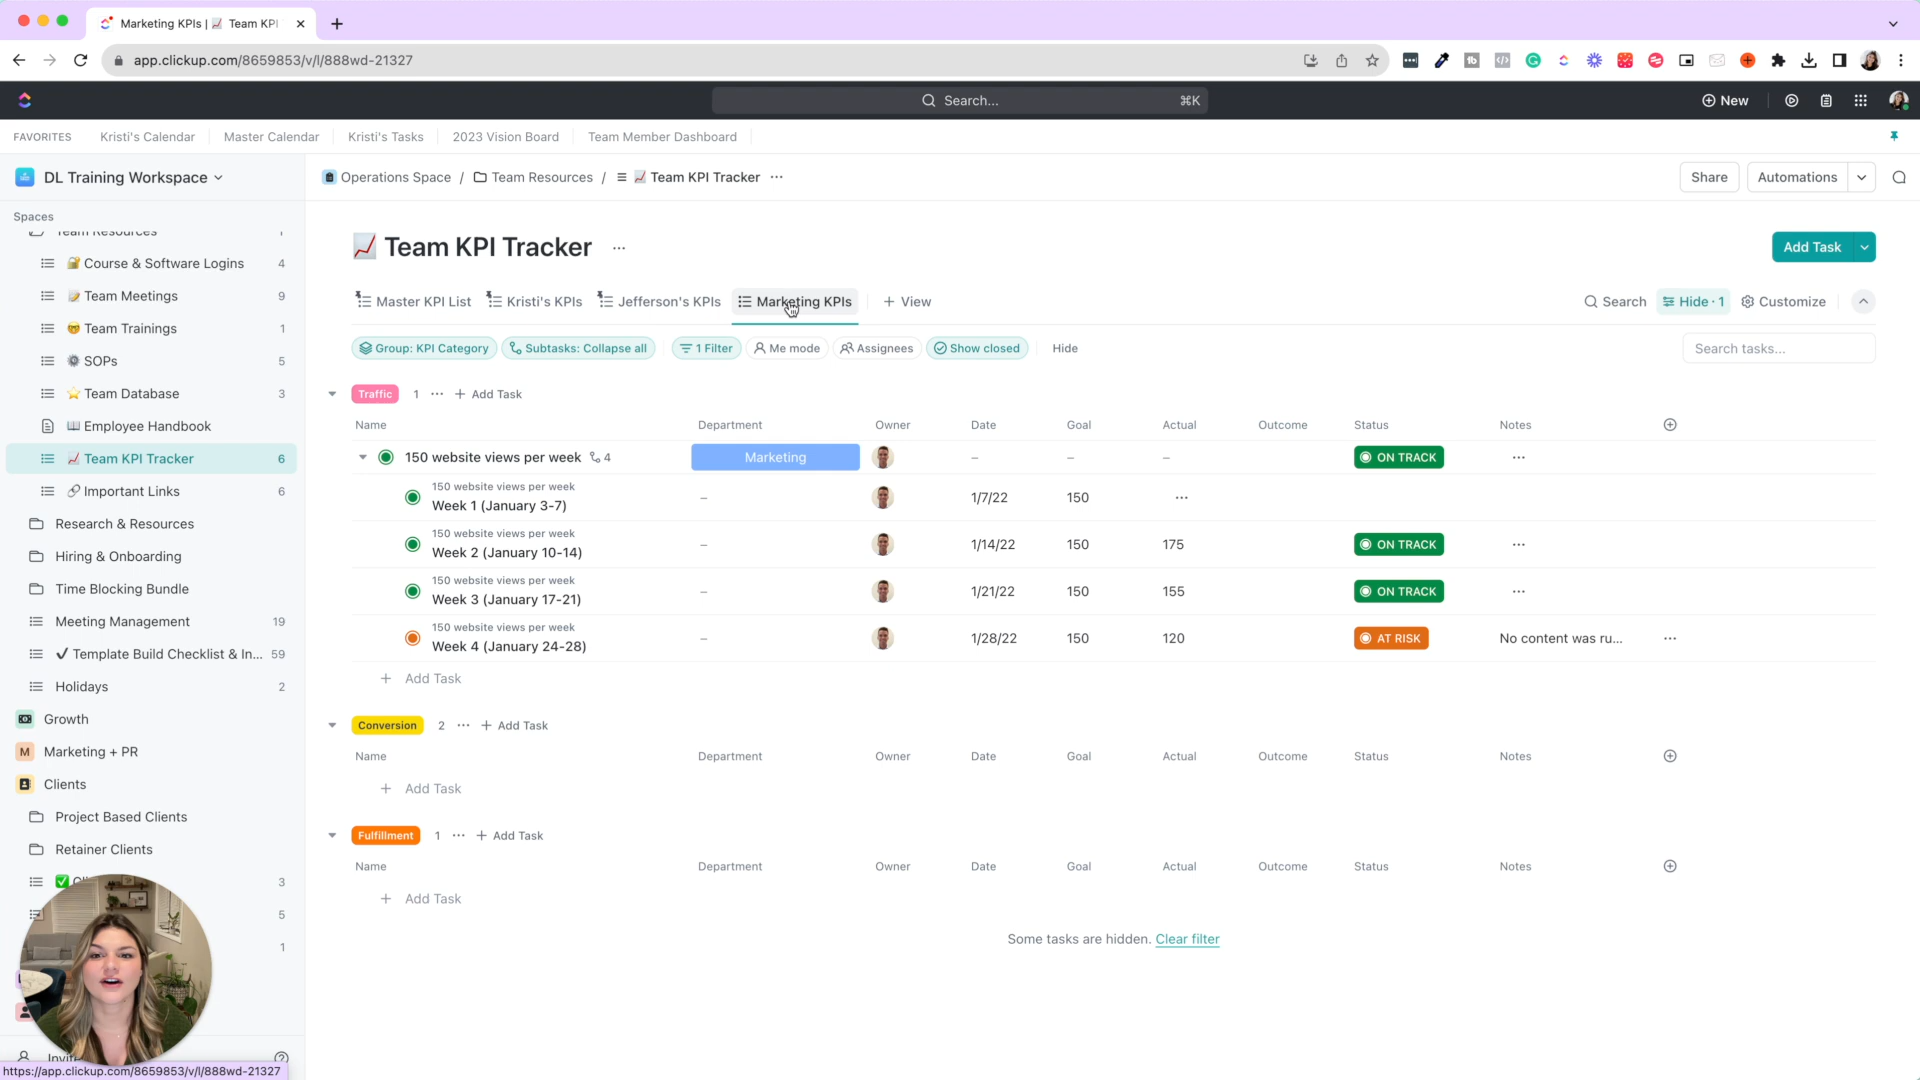 Marketing KPIs | 📈 Team KPI
app.clickup.com/8659853/v/l/888wd-21327
Search... ⌘K
New
FAVORITES Kristi's Calendar Master Calendar Kristi's Tasks 2023 Vision Board Team Member Dashboard
DL Training Workspace
Operations Space / Team Resources / 📈 Team KPI Tracker ...
Share Automations
Spaces
Team Resources 1
🔐 Course & Software Logins 4
📝 Team Meetings 9
🤓 Team Trainings 1
⚙️ SOPs 5
⭐ Team Database 3
📖 Employee Handbook
📈 Team KPI Tracker 6
🔗 Important Links 6
Research & Resources
Hiring & Onboarding
Time Blocking Bundle
Meeting Management 19
✔ Template Build Checklist & In... 59
Holidays 2
Growth
M Marketing + PR
Clients
Project Based Clients
Retainer Clients
3
5
1
https://app.clickup.com/8659853/v/l/888wd-21327
📈 Team KPI Tracker ...
Add Task
Master KPI List Kristi's KPIs Jefferson's KPIs Marketing KPIs + View
Search Hide · 1 Customize
Group: KPI Category Subtasks: Collapse all 1 Filter Me mode Assignees Show closed Hide
Search tasks...
Traffic 1 ... + Add Task
Name Department Owner Date Goal Actual Outcome Status Notes
150 website views per week 4 Marketing – – – ON TRACK ...
150 website views per week
Week 1 (January 3-7) – 1/7/22 150 ...
150 website views per week
Week 2 (January 10-14) – 1/14/22 150 175 ON TRACK ...
150 website views per week
Week 3 (January 17-21) – 1/21/22 150 155 ON TRACK ...
150 website views per week
Week 4 (January 24-28) – 1/28/22 150 120 AT RISK No content was ru... ...
+ Add Task
Conversion 2 ... + Add Task
Name Department Owner Date Goal Actual Outcome Status Notes
+ Add Task
Fulfillment 1 ... + Add Task
Name Department Owner Date Goal Actual Outcome Status Notes
+ Add Task
Some tasks are hidden. Clear filter